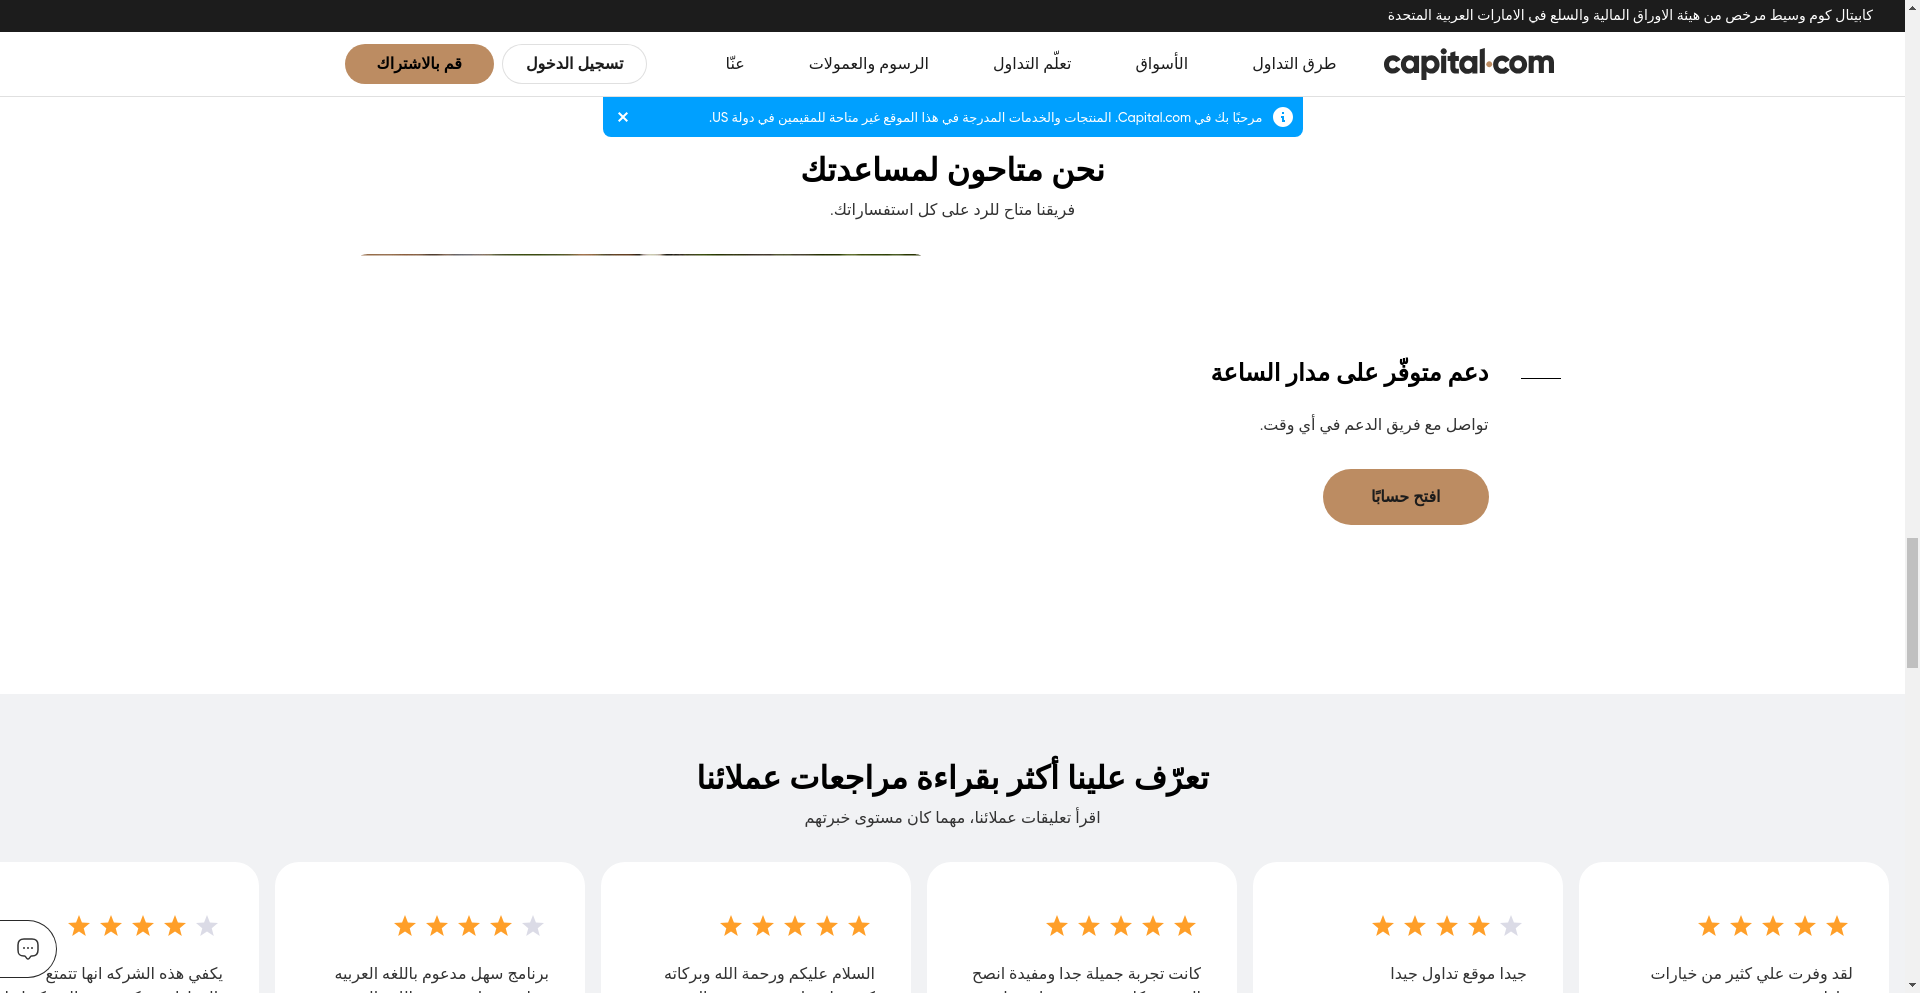 كابيتال كوم وسيط مرخص من هيئة الاوراق المالية والسلع في الامارات العربية المتحدة
capital.com
طرق التداول
الأسواق
تعلّم التداول
الرسوم والعمولات
عنّا
تسجيل الدخول
قم بالاشتراك
مرحبًا بك في Capital.com. المنتجات والخدمات المدرجة في هذا الموقع غير متاحة للمقيمين في دولة US.
نحن متاحون لمساعدتك
فريقنا متاح للرد على كل استفساراتك.
دعم متوفّر على مدار الساعة
تواصل مع فريق الدعم في أي وقت.
افتح حسابًا
تعرّف علينا أكثر بقراءة مراجعات عملائنا
اقرأ تعليقات عملائنا، مهما كان مستوى خبرتهم
لقد وفرت علي كثير من خيارات
جيدا موقع تداول جيدا
كانت تجربة جميلة جدا ومفيدة انصح
السلام عليكم ورحمة الله وبركاته
برنامج سهل مدعوم باللغه العربيه
يكفي هذه الشركه انها تتمتع